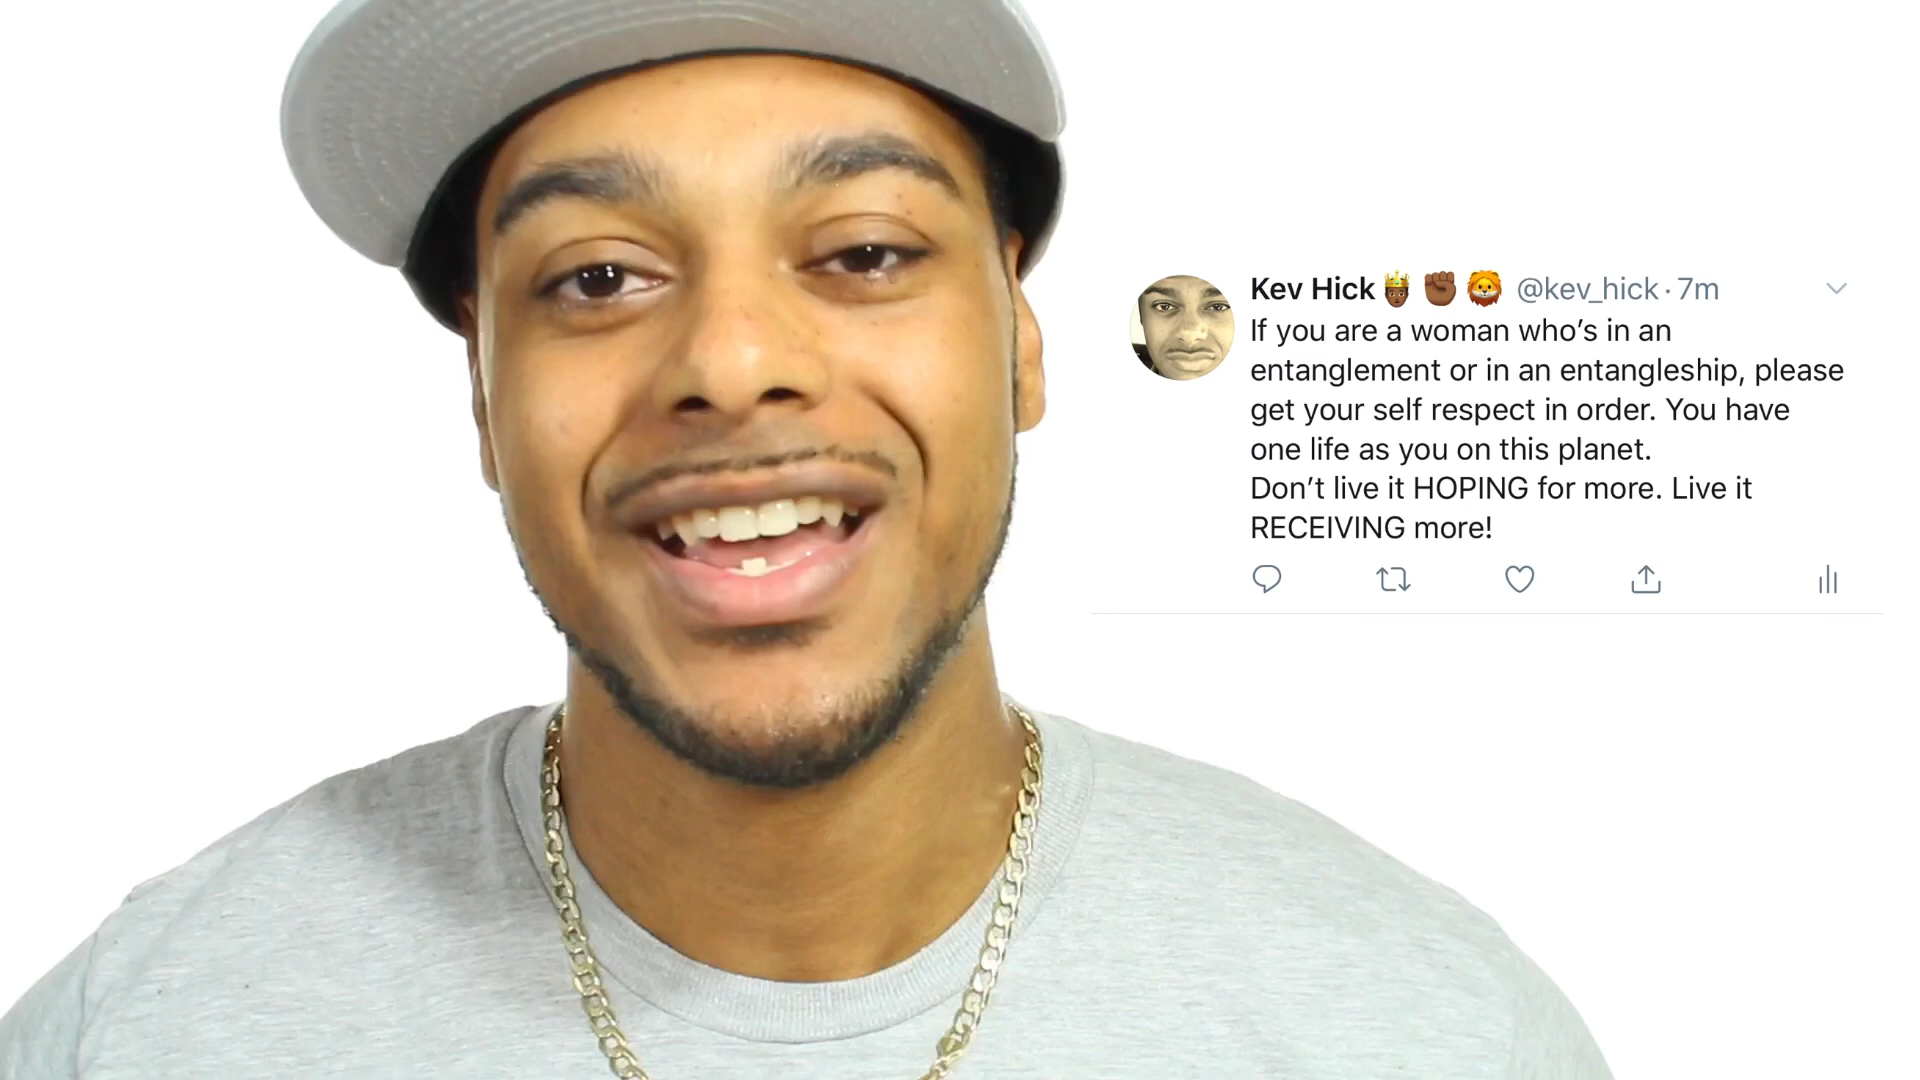 Kev Hick🤴🏾✊🏾🦁 @kev_hick · 7m
If you are a woman who’s in an
entanglement or in an entangleship, please
get your self respect in order. You have
one life as you on this planet.
Don’t live it HOPING for more. Live it
RECEIVING more!